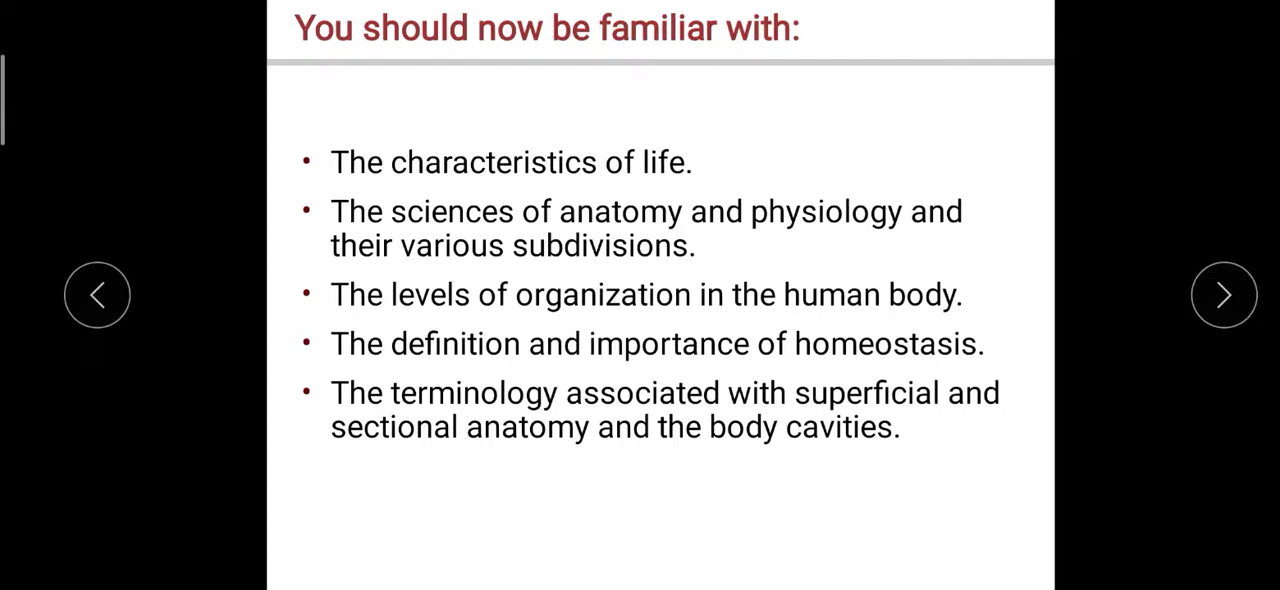 You should now be familiar with:
• The characteristics of life.
• The sciences of anatomy and physiology and
their various subdivisions.
• The levels of organization in the human body.
• The definition and importance of homeostasis.
• The terminology associated with superficial and
sectional anatomy and the body cavities.